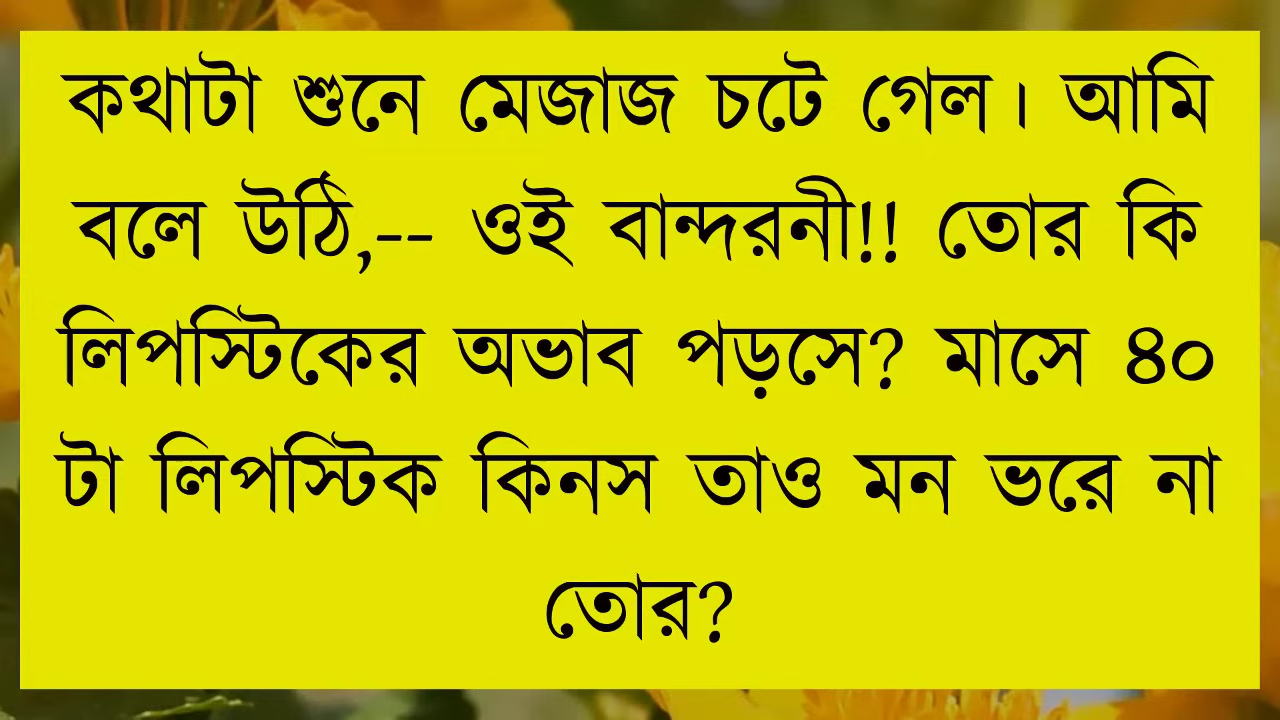 কথাটা শুনে মেজাজ চটে গেল। আমি
বলে উঠি,-- ওই বান্দরনী!! তোর কি
লিপস্টিকের অভাব পড়সে? মাসে ৪০
টা লিপস্টিক কিনস তাও মন ভরে না
তোর?